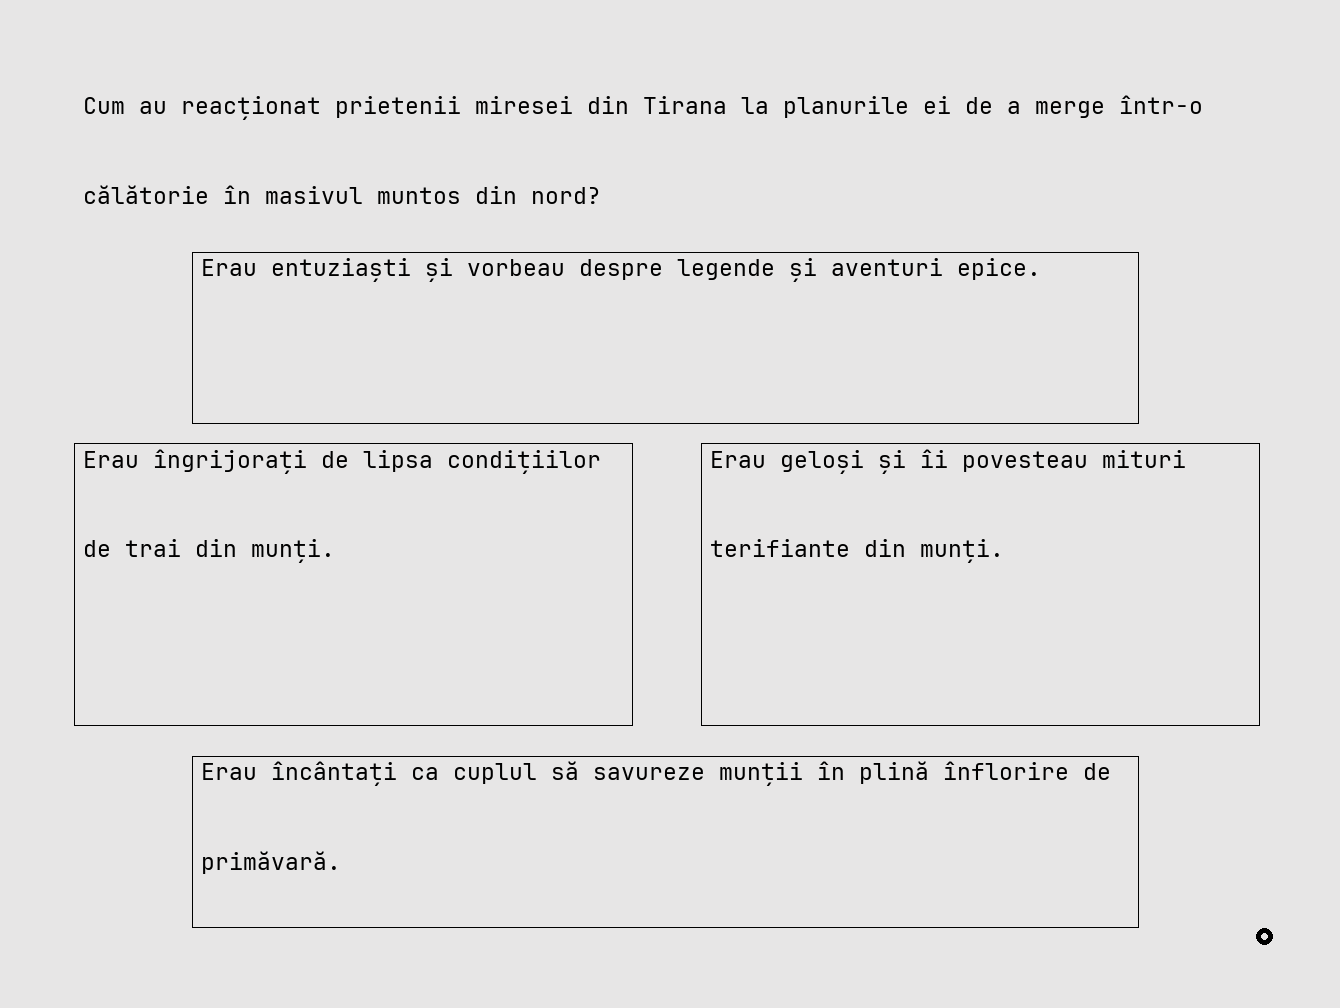 Cum au reacționat prietenii miresei din Tirana la planurile ei de a merge într-o
călătorie în masivul muntos din nord?
Erau entuziaști și vorbeau despre legende și aventuri epice.
Erau îngrijorați de lipsa condițiilor
de trai din munți.
Erau geloși și îi povesteau mituri
terifiante din munți.
Erau încântați ca cuplul să savureze munții în plină înflorire de
primăvară.